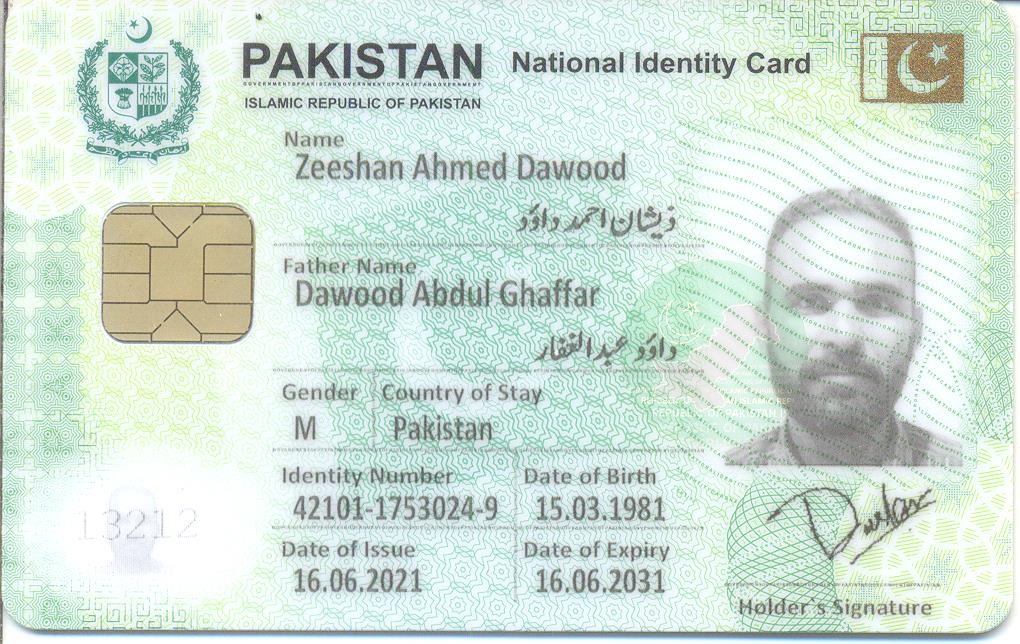 PAKISTAN
National Identity Card
ISLAMIC REPUBLIC OF PAKISTAN
Name
Zeeshan Ahmed Dawood
ذیشان احمد داؤد
Father Name
Dawood Abdul Ghaffar
داؤد عبدالغفار
Gender
Country of Stay
M
Pakistan
Identity Number
Date of Birth
42101-1753024-9
15.03.1981
Date of Issue
Date of Expiry
16.06.2021
16.06.2031
13212
Holder`s Signature